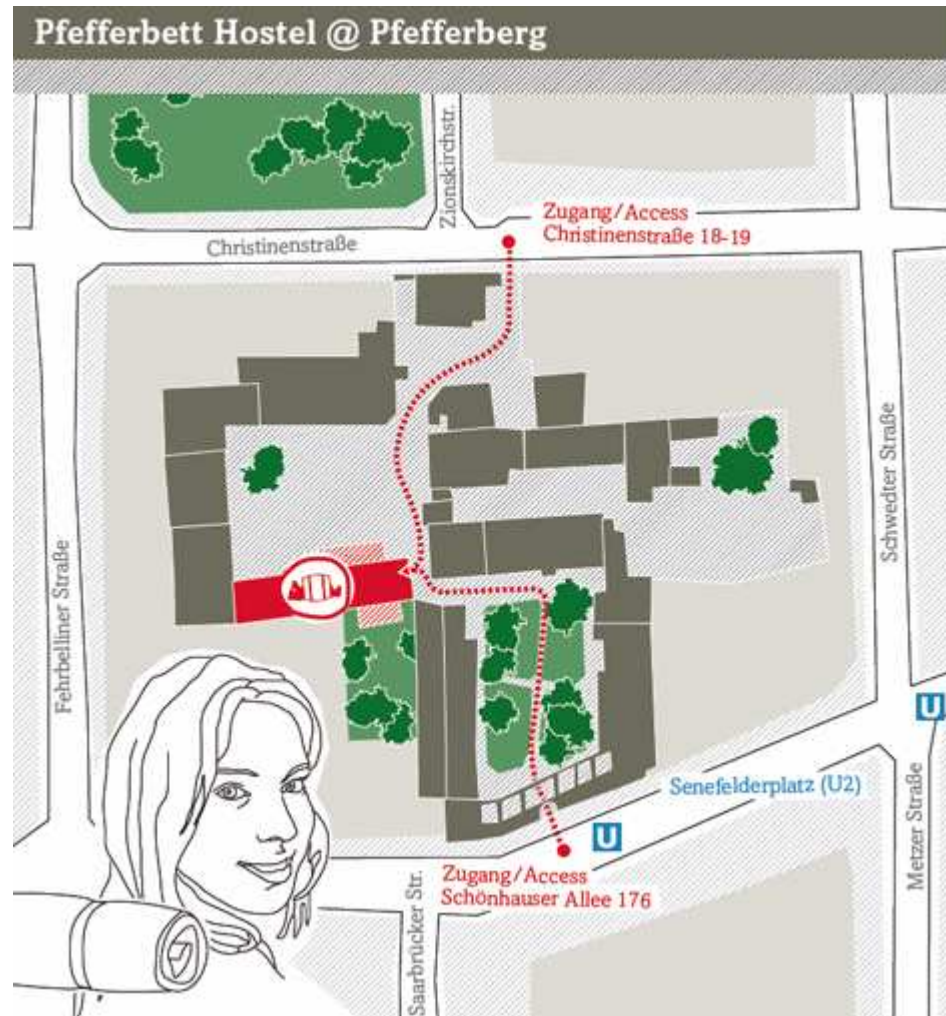 Pfefferbett Hostel @ Pfefferberg
Zionskirchstr.
Zugang/Access
Christinenstraße 18-19
Christinenstraße
Schwedter Straße
Fehrbelliner Straße
U
Senefelderplatz (U2)
U
Metzer Straße
Zugang/Access
Schönhauser Allee 176
Saarbrücker Str.